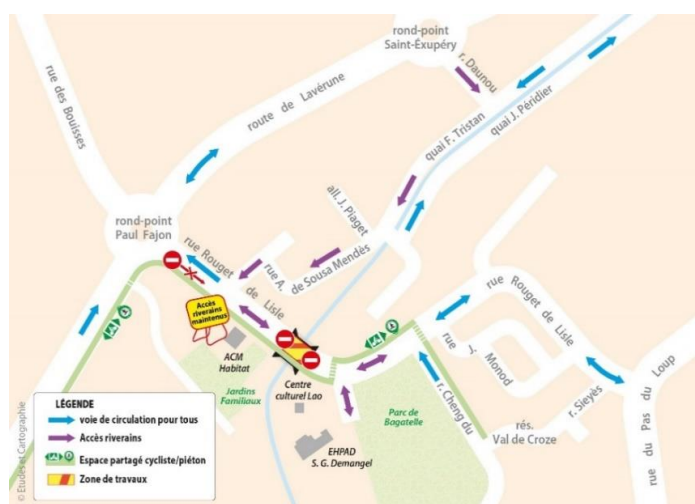 rond-point
Saint-Éxupéry
r. Daunou
rue des Bouisses
route de Lavérune
quai F. Tristan
quai J. Péridier
all. J. Piaget
rond-point
Paul Fajon
rue Rouget
de Lisle
rue A.
de Sousa Mendès
Accès
riverains
maintenus
ACM
Habitat
Jardins
Familiaux
Centre
culturel Lao
EHPAD
S. G. Demangel
Parc de
Bagatelle
rue Rouget de Lisle
rue J. Monod
r. Cheng du
r. Sieyès
rés.
Val de Croze
rue du Pas du Loup
LÉGENDE
voie de circulation pour tous
Accès riverains
Espace partagé cycliste/piéton
Zone de travaux
© Etudes et Cartographie